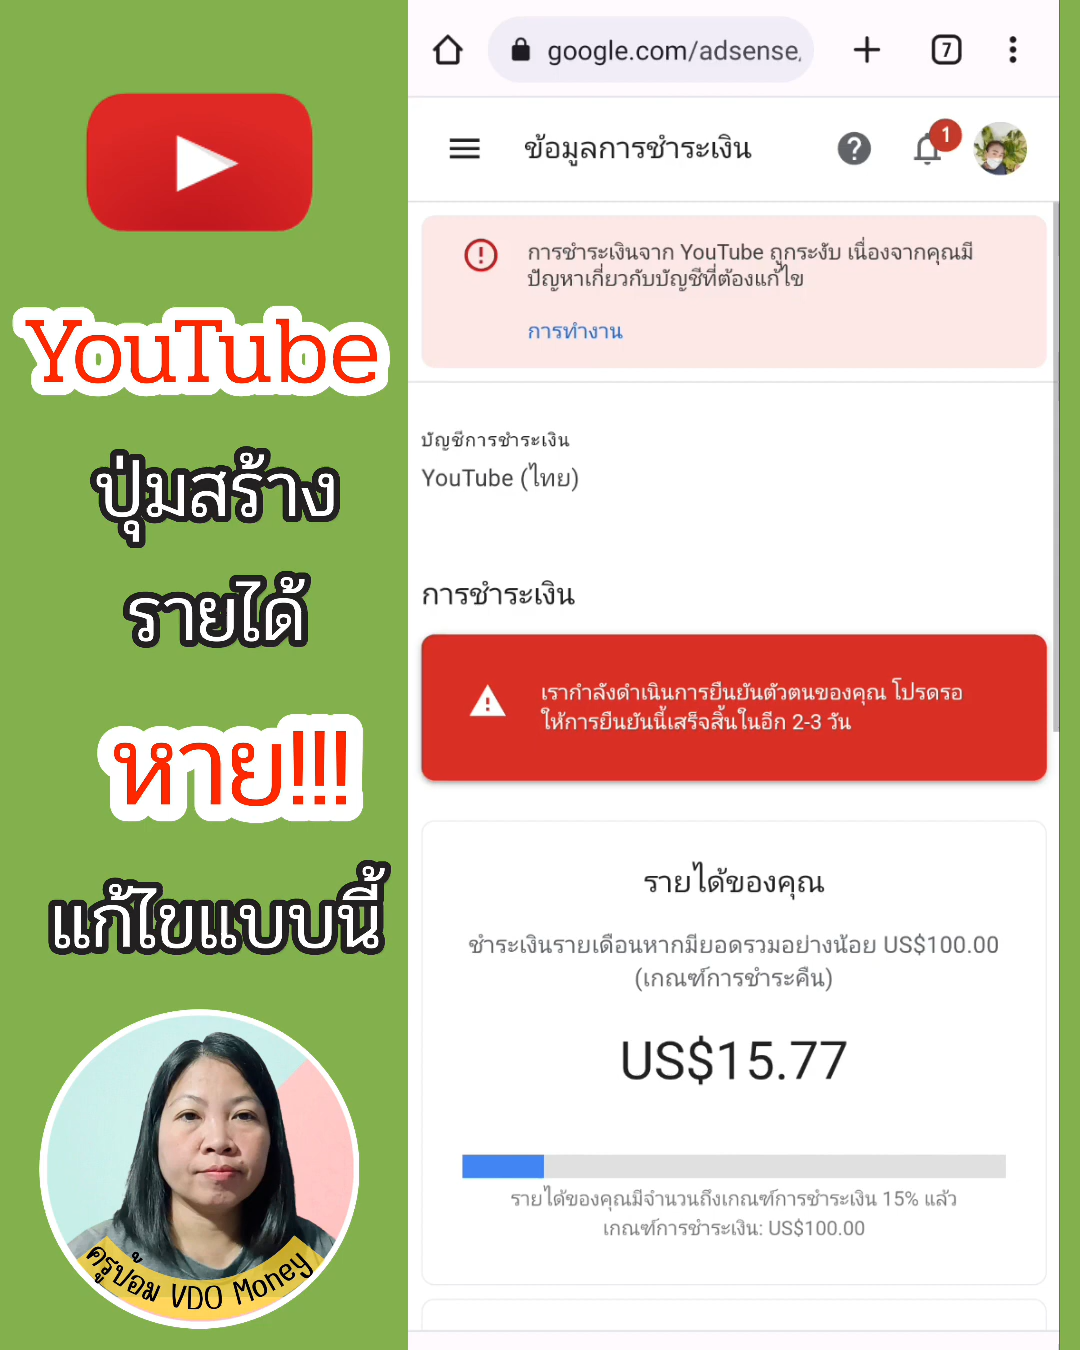 YouTube
ปุ่มสร้าง
รายได้
หาย!!!
แก้ไขแบบนี้
ครูป้อม VDO Money
google.com/adsense/
7
ข้อมูลการชำระเงิน
1
การชำระเงินจาก YouTube ถูกระงับ เนื่องจากคุณมี
ปัญหาเกี่ยวกับบัญชีที่ต้องแก้ไข
การทำงาน
บัญชีการชำระเงิน
YouTube (ไทย)
การชำระเงิน
เรากำลังดำเนินการยืนยันตัวตนของคุณ โปรดรอ
ให้การยืนยันนี้เสร็จสิ้นในอีก 2-3 วัน
รายได้ของคุณ
ชำระเงินรายเดือนหากมียอดรวมอย่างน้อย US$100.00
(เกณฑ์การชำระคืน)
US$15.77
รายได้ของคุณมีจำนวนถึงเกณฑ์การชำระเงิน 15% แล้ว
เกณฑ์การชำระเงิน: US$100.00